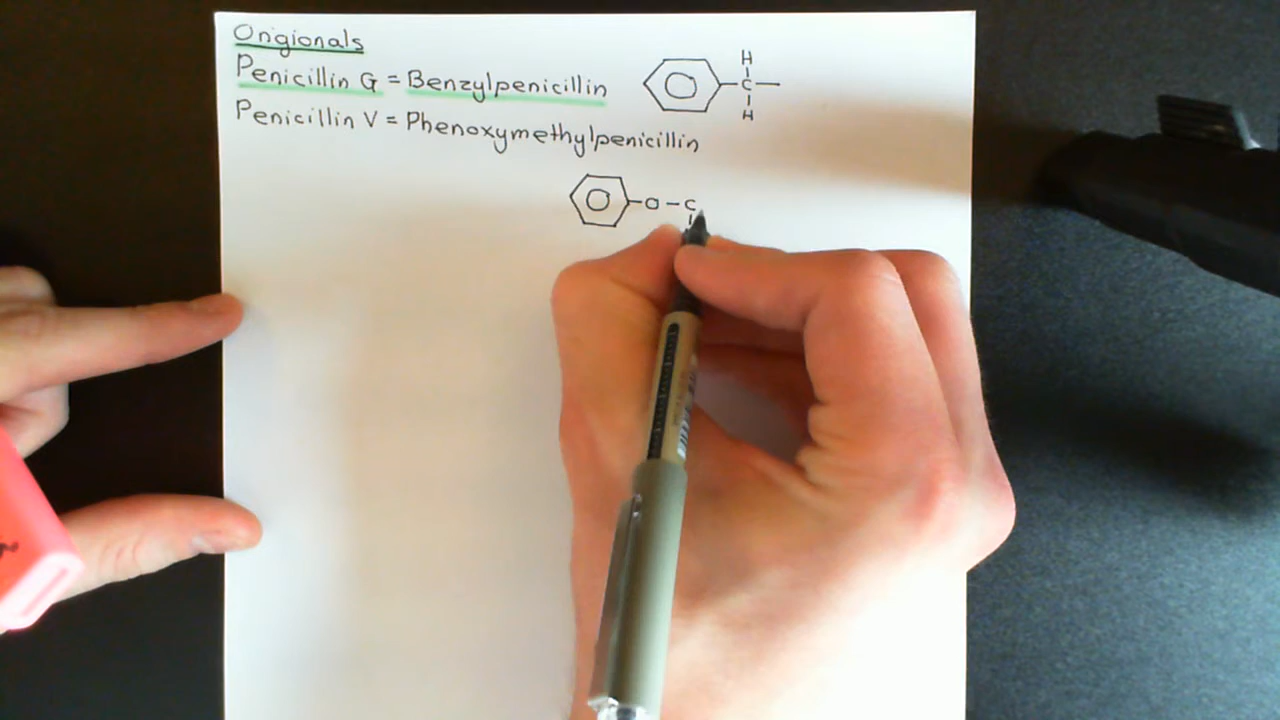 Origionals
Penicillin G = Benzylpenicillin
H
C
H
Penicillin V = Phenoxymethylpenicillin
O - C